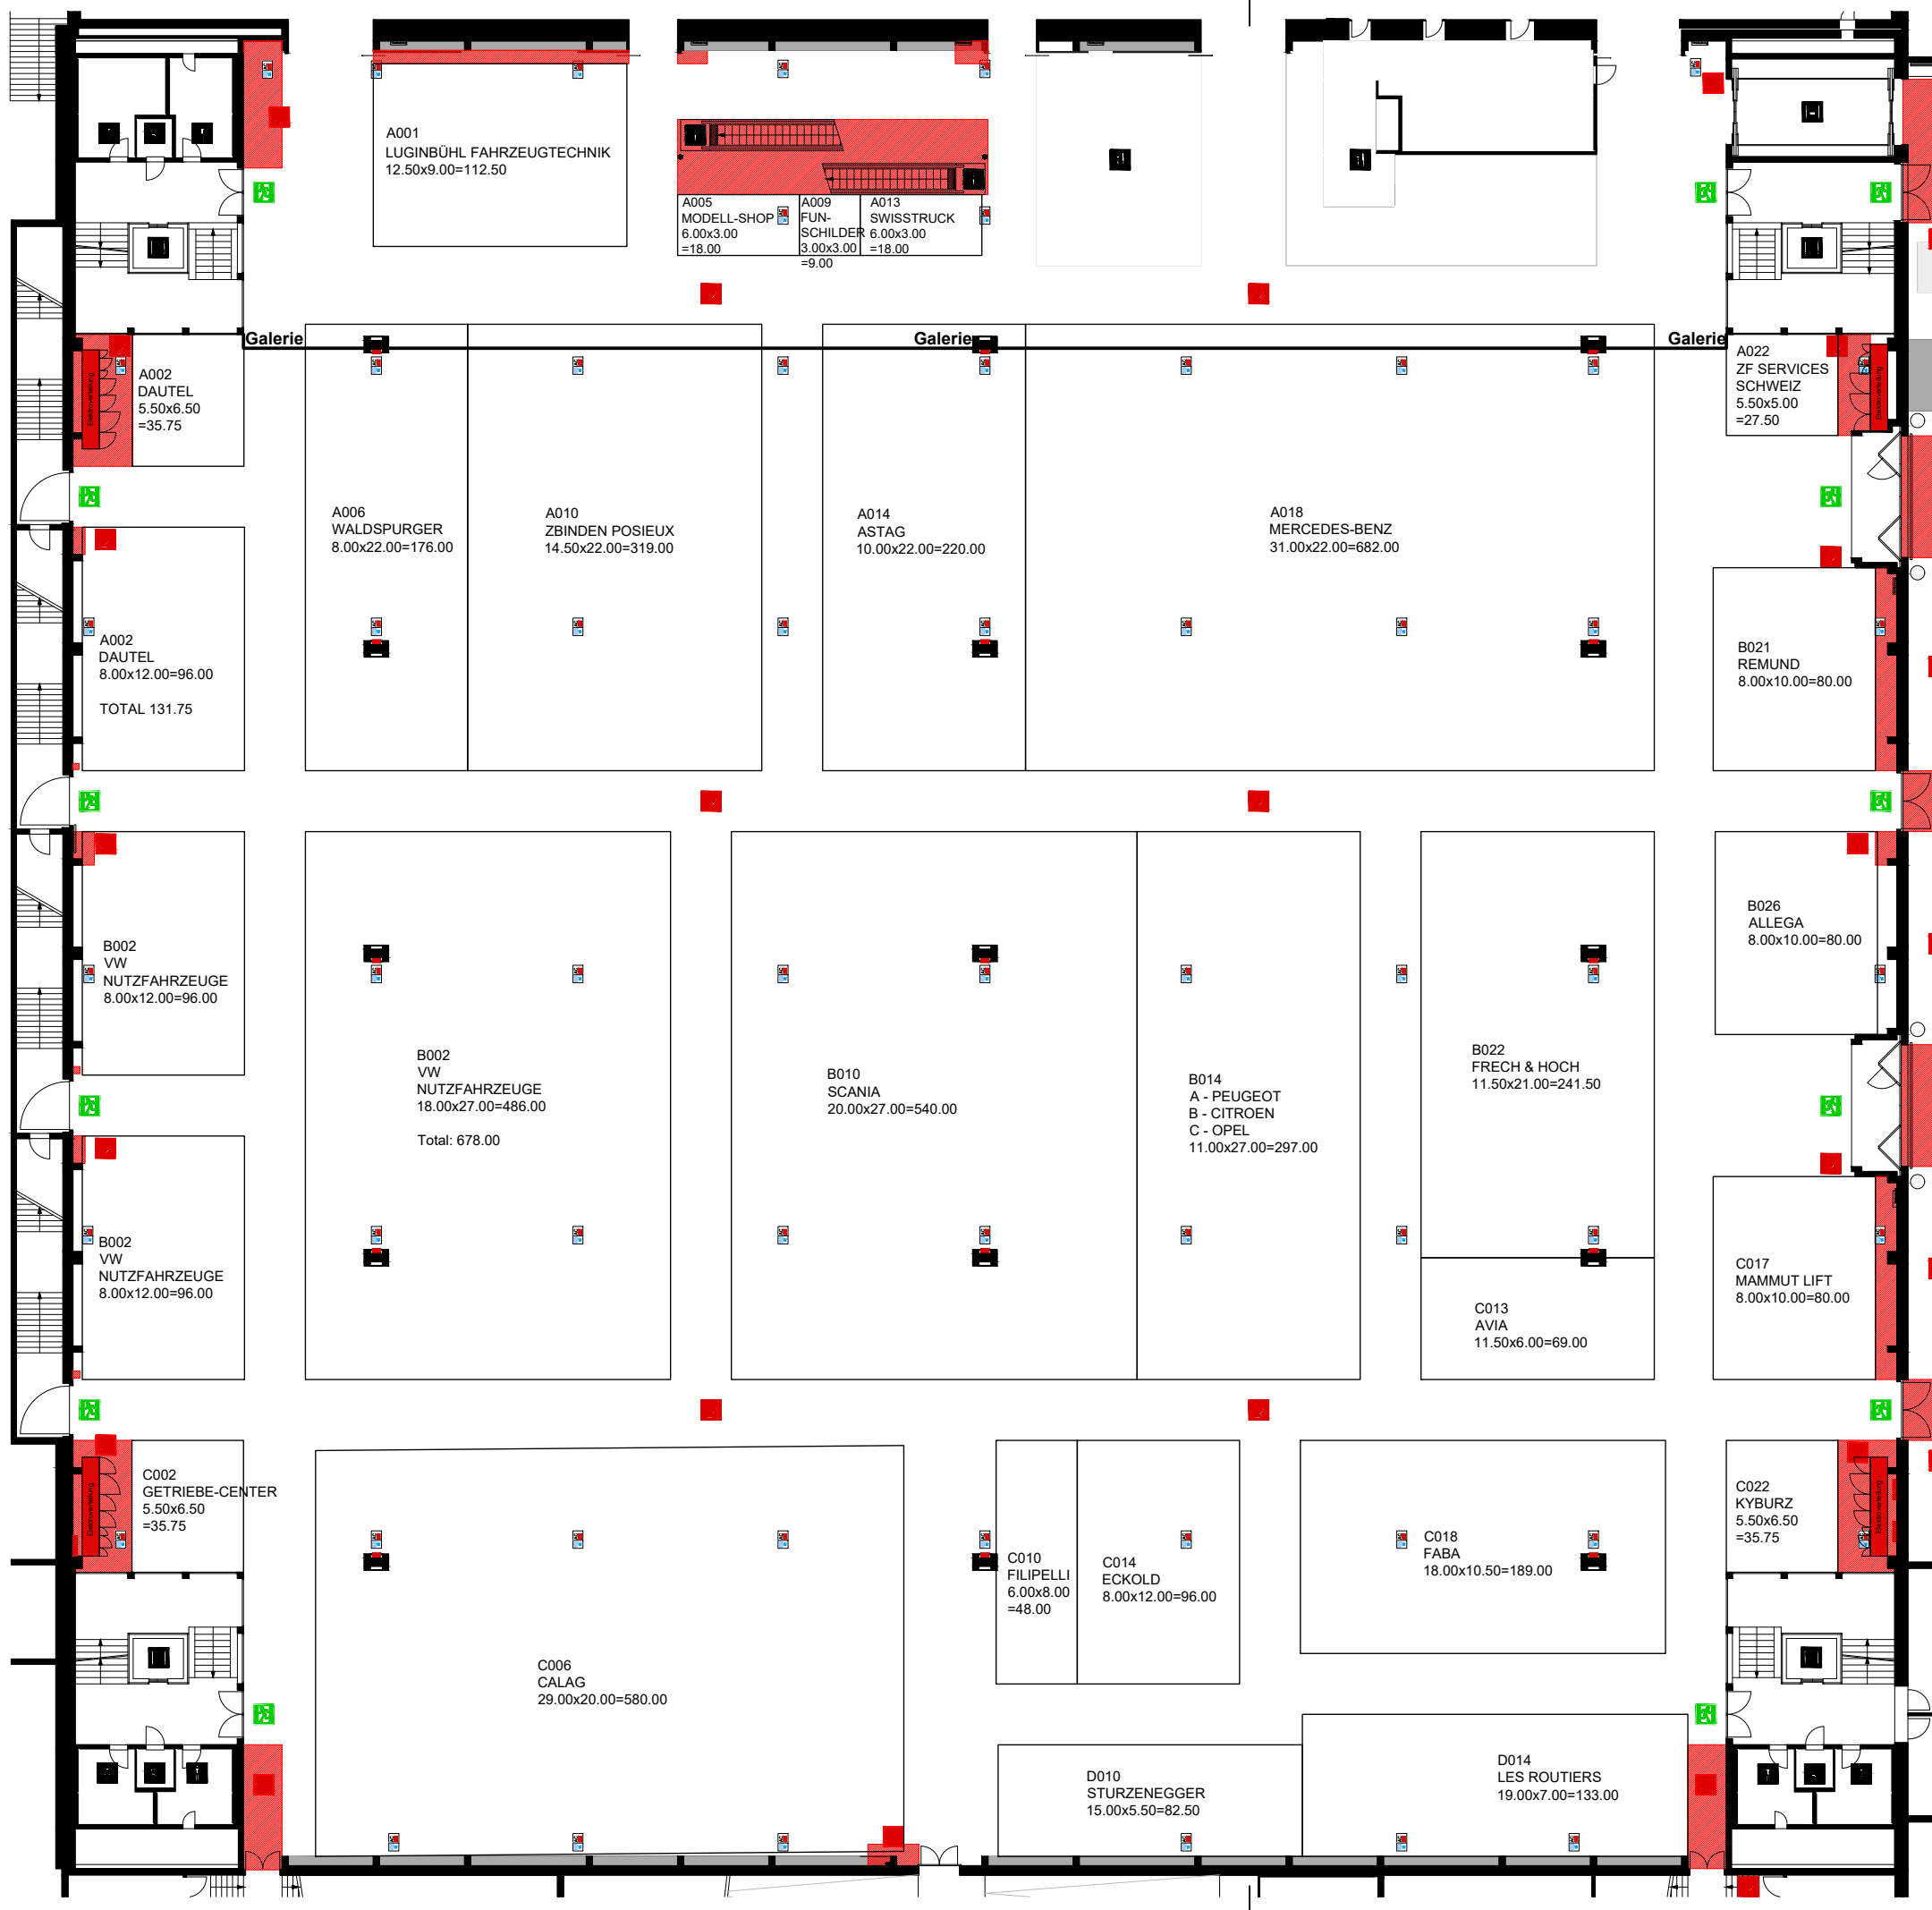 A001
LUGINBÜHL FAHRZEUGTECHNIK
12.50x9.00=112.50
A005
MODELL-SHOP
6.00x3.00
=18.00
A009
FUN-
SCHILDER
3.00x3.00
=9.00
A013
SWISSTRUCK
6.00x3.00
=18.00
Galerie
Galerie
Galerie
A002
DAUTEL
5.50x6.50
=35.75
Elektroverteilung
A022
ZF SERVICES
SCHWEIZ
5.50x5.00
=27.50
Elektroverteilung
A006
WALDSPURGER
8.00x22.00=176.00
A010
ZBINDEN POSIEUX
14.50x22.00=319.00
A014
ASTAG
10.00x22.00=220.00
A018
MERCEDES-BENZ
31.00x22.00=682.00
A002
DAUTEL
8.00x12.00=96.00
TOTAL 131.75
B021
REMUND
8.00x10.00=80.00
B002
VW
NUTZFAHRZEUGE
8.00x12.00=96.00
B026
ALLEGA
8.00x10.00=80.00
B002
VW
NUTZFAHRZEUGE
18.00x27.00=486.00
Total: 678.00
B010
SCANIA
20.00x27.00=540.00
B014
A - PEUGEOT
B - CITROEN
C - OPEL
11.00x27.00=297.00
B022
FRECH & HOCH
11.50x21.00=241.50
B002
VW
NUTZFAHRZEUGE
8.00x12.00=96.00
C017
MAMMUT LIFT
8.00x10.00=80.00
C013
AVIA
11.50x6.00=69.00
C002
GETRIEBE-CENTER
5.50x6.50
=35.75
Elektroverteilung
C022
KYBURZ
5.50x6.50
=35.75
Elektroverteilung
C010
FILIPELLI
6.00x8.00
=48.00
C014
ECKOLD
8.00x12.00=96.00
C018
FABA
18.00x10.50=189.00
C006
CALAG
29.00x20.00=580.00
D010
STURZENEGGER
15.00x5.50=82.50
D014
LES ROUTIERS
19.00x7.00=133.00